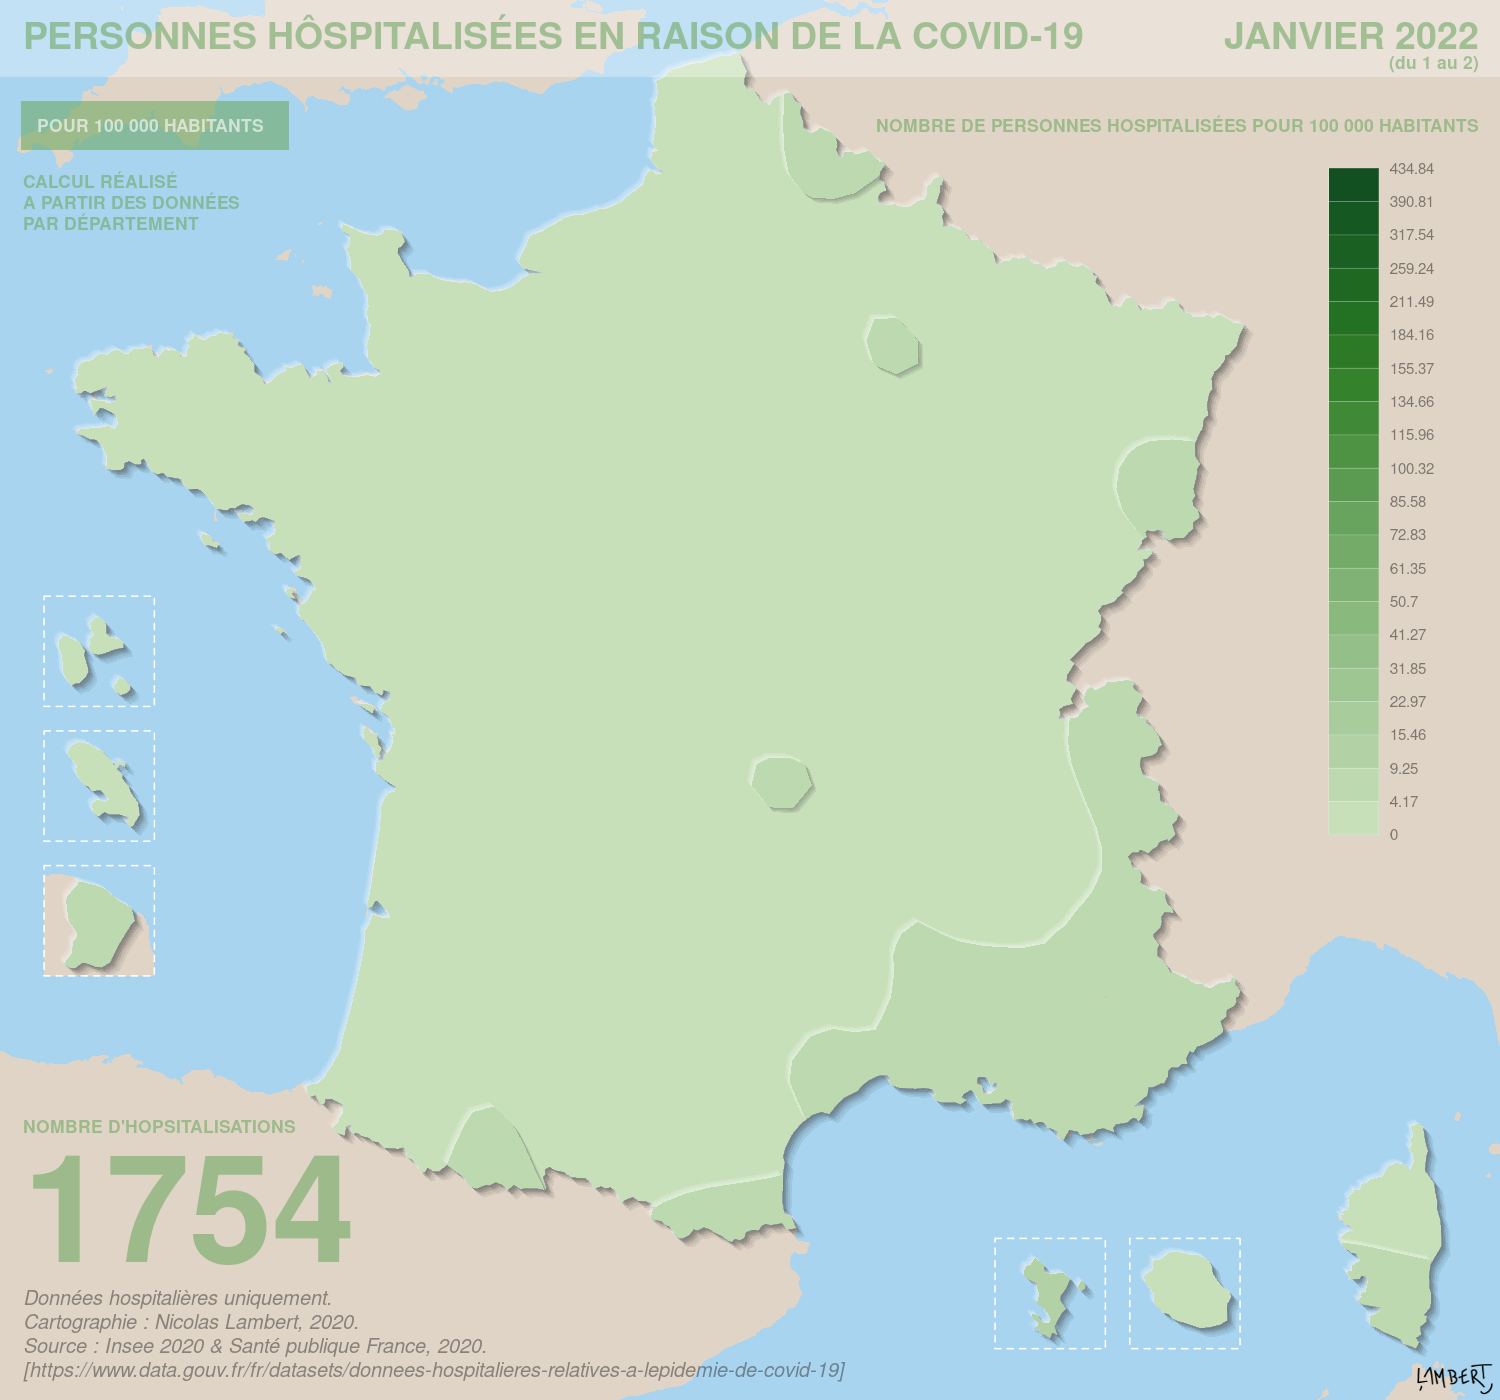 PERSONNES HÔSPITALISÉES EN RAISON DE LA COVID-19
JANVIER 2022
(du 1 au 2)
POUR 100 000 HABITANTS
CALCUL RÉALISÉ
A PARTIR DES DONNÉES
PAR DÉPARTEMENT
NOMBRE DE PERSONNES HOSPITALISÉES POUR 100 000 HABITANTS
434.84
390.81
317.54
259.24
211.49
184.16
155.37
134.66
115.96
100.32
85.58
72.83
61.35
50.7
41.27
31.85
22.97
15.46
9.25
4.17
0
NOMBRE D'HOPSITALISATIONS
1754
Données hospitalières uniquement.
Cartographie : Nicolas Lambert, 2020.
Source : Insee 2020 & Santé publique France, 2020.
[https://www.data.gouv.fr/fr/datasets/donnees-hospitalieres-relatives-a-lepidemie-de-covid-19]
LAMBERT